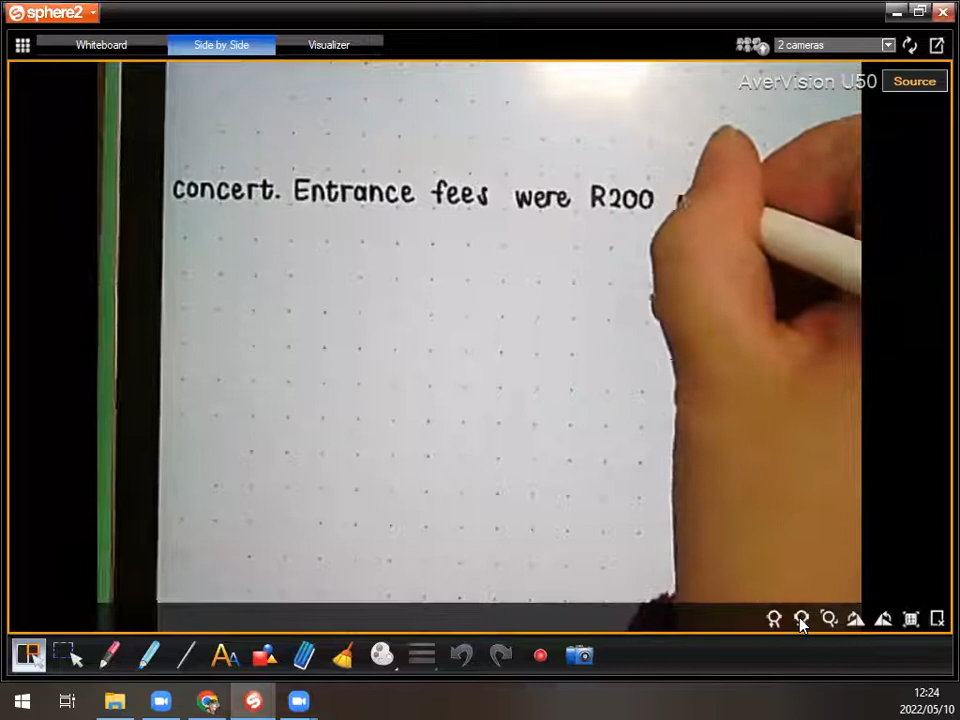 sphere2
Whiteboard Side by Side Visualizer 2 cameras
AverVision U50 Source
concert. Entrance fees were R200
12:24
2022/05/10